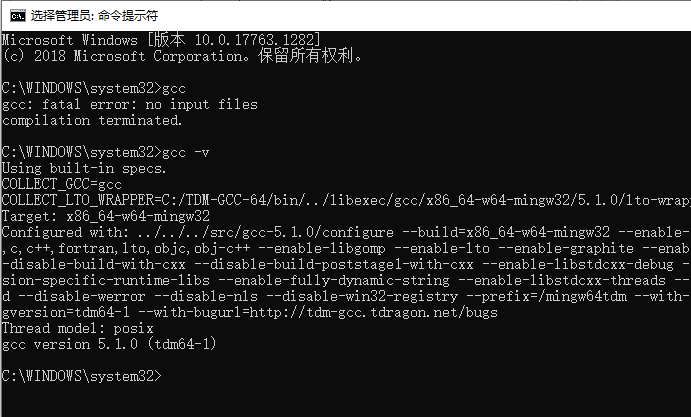 选择管理员: 命令提示符
Microsoft Windows [版本 10.0.17763.1282]
(c) 2018 Microsoft Corporation。保留所有权利。
C:\WINDOWS\system32>gcc
gcc: fatal error: no input files
compilation terminated.
C:\WINDOWS\system32>gcc -v
Using built-in specs.
COLLECT_GCC=gcc
COLLECT_LTO_WRAPPER=C:/TDM-GCC-64/bin/../libexec/gcc/x86_64-w64-mingw32/5.1.0/lto-wrapp
Target: x86_64-w64-mingw32
Configured with: ../../../src/gcc-5.1.0/configure --build=x86_64-w64-mingw32 --enable-
,c,c++,fortran,lto,objc,obj-c++ --enable-libgomp --enable-lto --enable-graphite --enab
-disable-build-with-cxx --disable-build-poststage1-with-cxx --enable-libstdcxx-debug -
sion-specific-runtime-libs --enable-fully-dynamic-string --enable-libstdcxx-threads --
d --disable-werror --disable-nls --disable-win32-registry --prefix=/mingw64tdm --with-
gversion=tdm64-1 --with-bugurl=http://tdm-gcc.tdragon.net/bugs
Thread model: posix
gcc version 5.1.0 (tdm64-1)
C:\WINDOWS\system32>